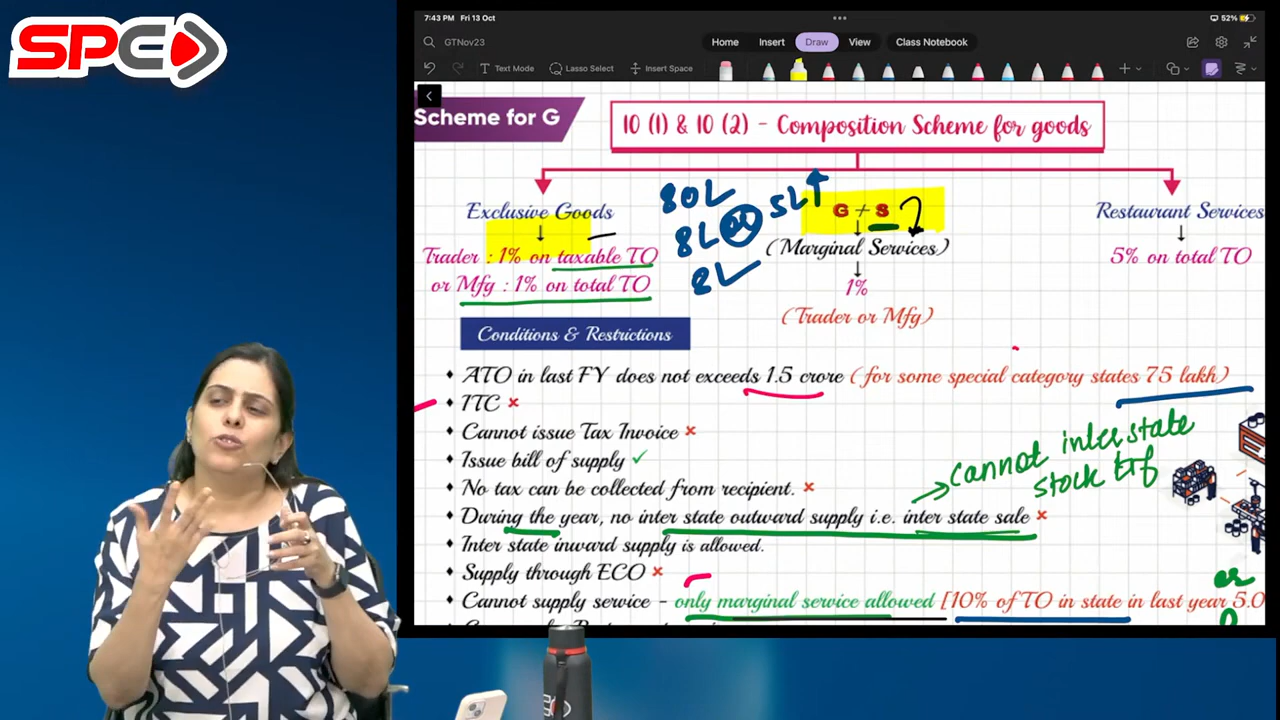 SPC
7:43 PM Fri 13 Oct
52%
GTNov23
Home Insert Draw View Class Notebook
Text Mode Lasso Select Insert Space
Scheme for G
10 (1) & 10 (2) - Composition Scheme for goods
Exclusive Goods
Trader : 1% on taxable TO
or Mfg : 1% on total TO
80L
8L or 5L ↑
8L
G + S
(Marginal Services)
1%
(Trader or Mfg)
Restaurant Services
5% on total TO
Conditions & Restrictions
ATO in last FY does not exceeds 1.5 crore ( for some special category states 75 lakh)
ITC ×
Cannot issue Tax Invoice ×
Issue bill of supply ✓
No tax can be collected from recipient. ×
During the year, no inter state outward supply i.e. inter state sale ×
→ cannot inter state
stock trf
Inter state inward supply is allowed.
Supply through ECO ×
or
Cannot supply service - only marginal service allowed [10% of TO in state in last year 5.0